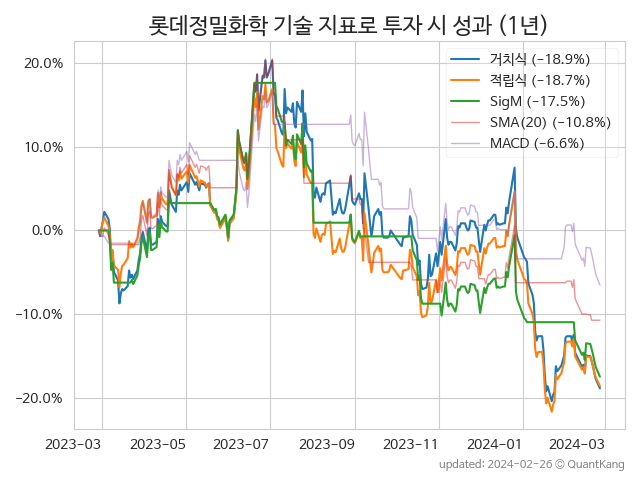 롯데정밀화학 기술 지표로 투자 시 성과 (1년)
거치식 (−18.9%)
적립식 (−18.7%)
SigM (−17.5%)
SMA(20) (−10.8%)
MACD (−6.6%)
20.0%
10.0%
0.0%
−10.0%
−20.0%
2023−03 2023−05 2023−07 2023−09 2023−11 2024−01 2024−03
updated: 2024−02−26 © QuantKang